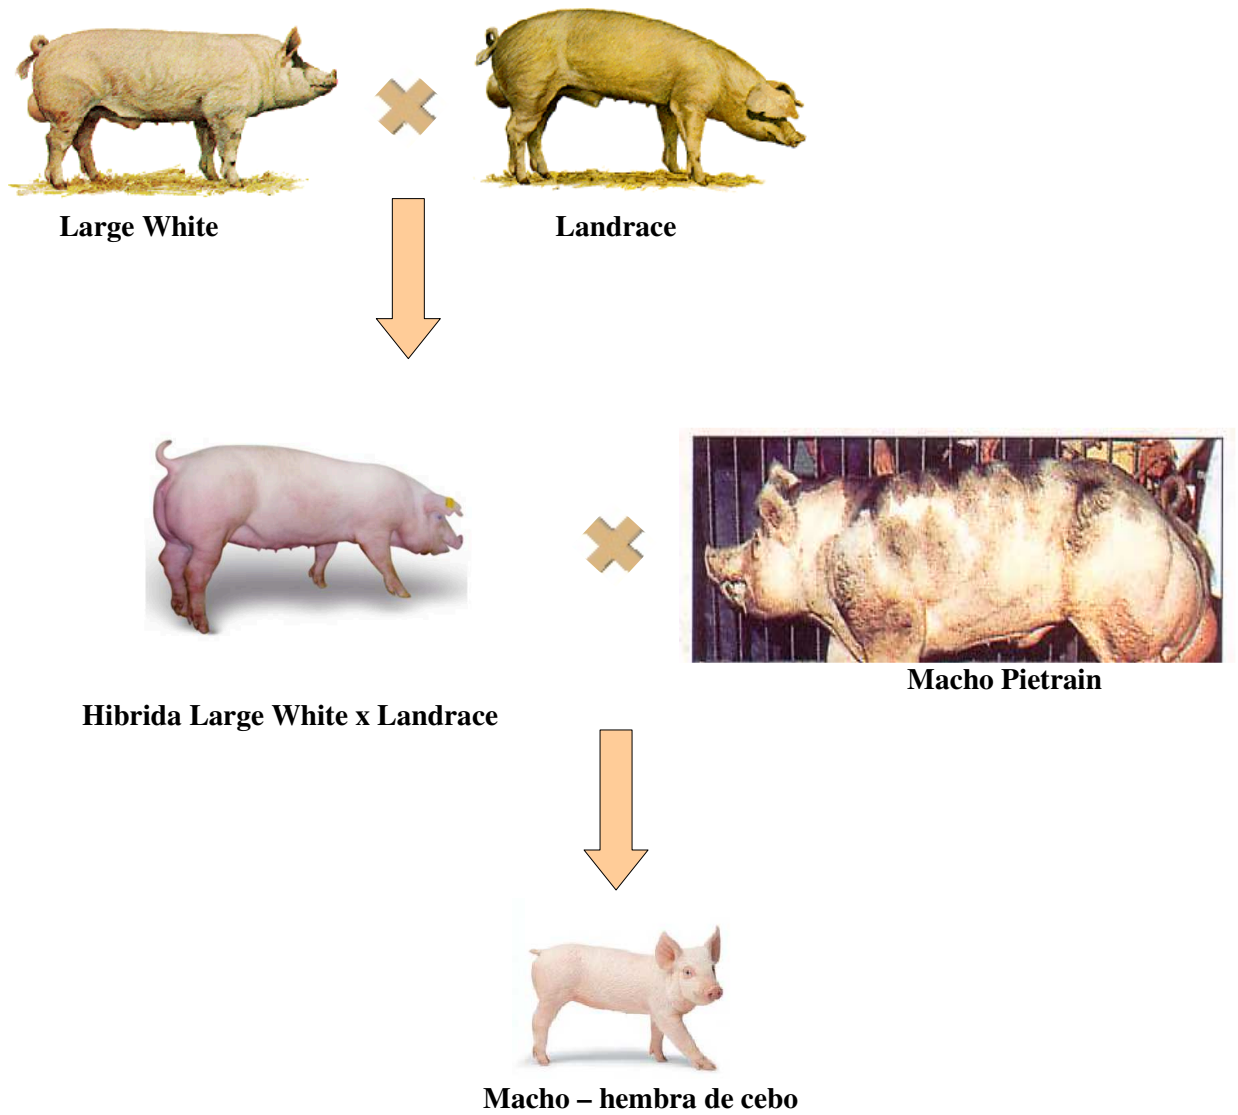 Large White
Landrace
Macho Pietrain
Hibrida Large White x Landrace
Macho – hembra de cebo